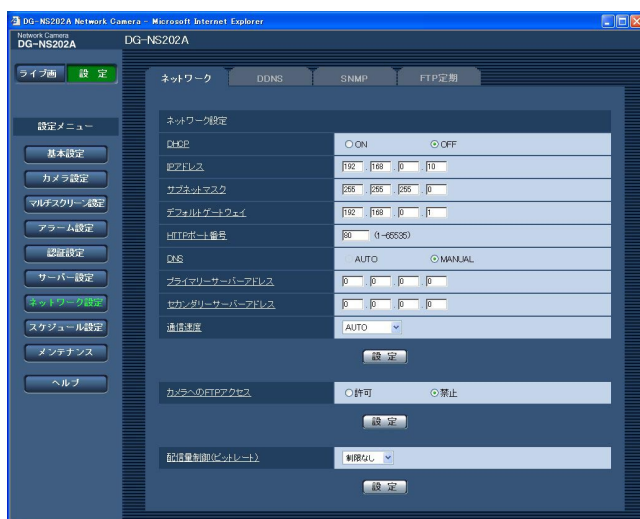 DG-NS202A Network Camera - Microsoft Internet Explorer
Network Camera
DG-NS202A
DG-NS202A
ライブ画 設 定
ネットワーク DDNS SNMP FTP定期
設定メニュー
基本設定
カメラ設定
マルチスクリーン設定
アラーム設定
認証設定
サーバー設定
ネットワーク設定
スケジュール設定
メンテナンス
ヘルプ
ネットワーク設定
DHCP ON OFF
IPアドレス 192 . 168 . 0 . 10
サブネットマスク 255 . 255 . 255 . 0
デフォルトゲートウェイ 192 . 168 . 0 . 1
HTTPポート番号 80 (1-65535)
DNS AUTO MANUAL
プライマリーサーバーアドレス 0 . 0 . 0 . 0
セカンダリーサーバーアドレス 0 . 0 . 0 . 0
通信速度 AUTO
設 定
カメラへのFTPアクセス 許可 禁止
設 定
配信量制御(ビットレート) 制限なし
設 定